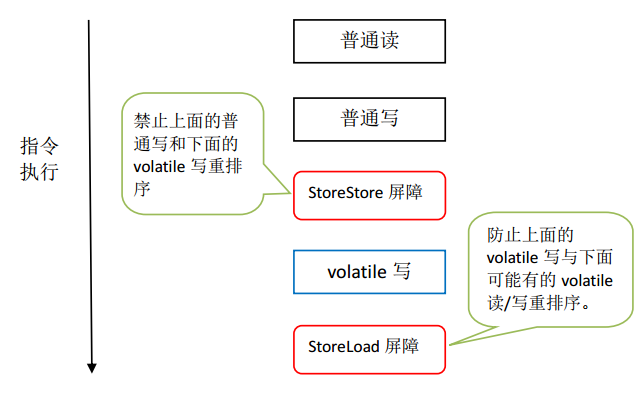 普通读
普通写
禁止上面的普
通写和下面的
volatile 写重排
序
指令
执行
StoreStore 屏障
volatile 写
防止上面的
volatile 写与下面
可能有的 volatile
读/写重排序。
StoreLoad 屏障